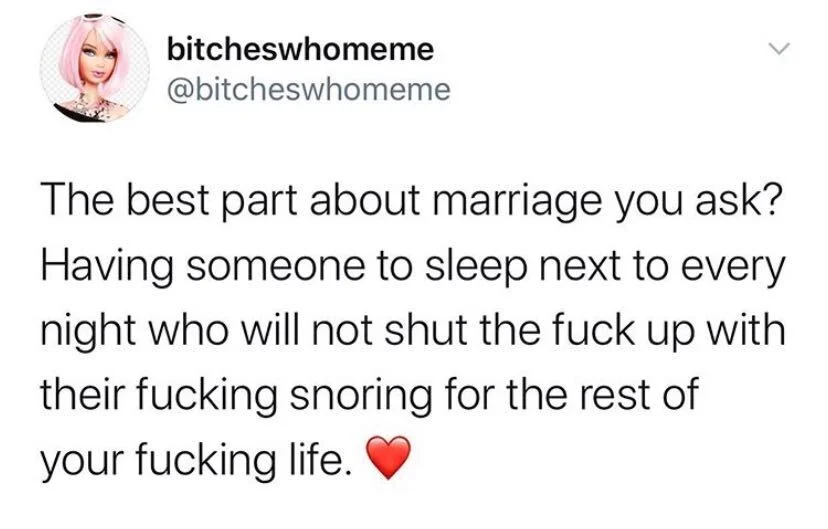 bitcheswhomeme
@bitcheswhomeme
The best part about marriage you ask?
Having someone to sleep next to every
night who will not shut the fuck up with
their fucking snoring for the rest of
your fucking life. ❤️